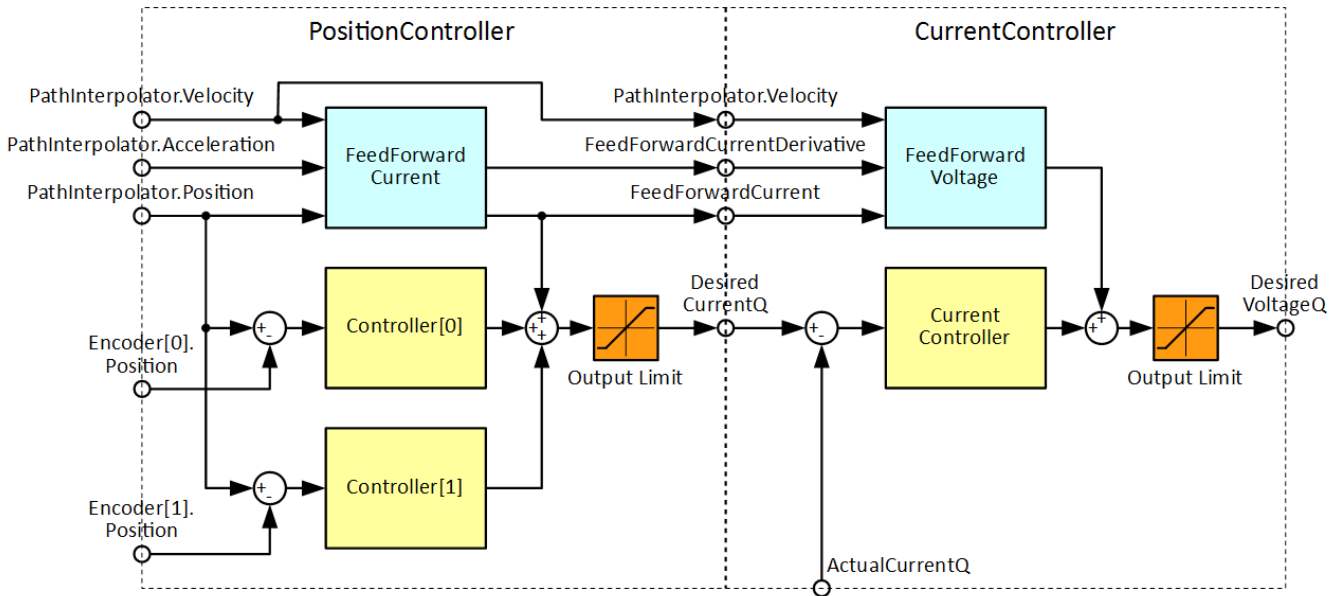 PositionController
CurrentController
PathInterpolator.Velocity
PathInterpolator.Acceleration
PathInterpolator.Position
FeedForward
Current
PathInterpolator.Velocity
FeedForwardCurrentDerivative
FeedForwardCurrent
FeedForward
Voltage
Encoder[0].
Position
+
-
Controller[0]
+
+
+
Output Limit
Desired
CurrentQ
+
-
Current
Controller
+
+
Output Limit
Desired
VoltageQ
Encoder[1].
Position
+
-
Controller[1]
ActualCurrentQ